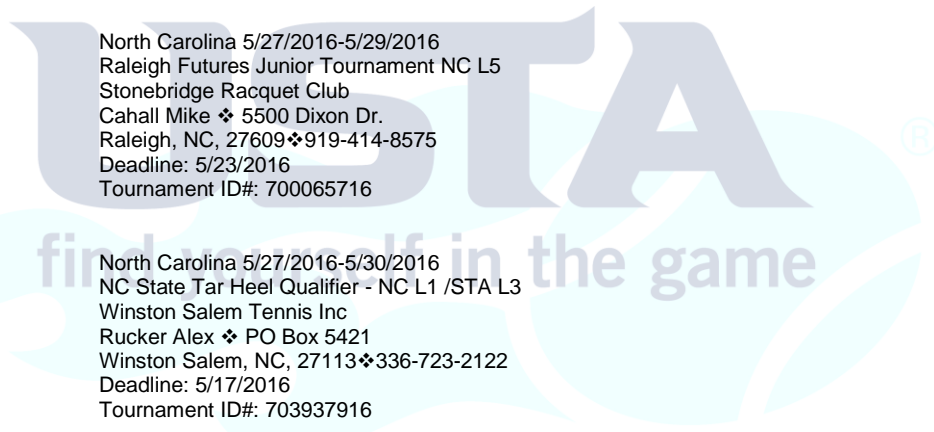 USTA
®
North Carolina 5/27/2016-5/29/2016
Raleigh Futures Junior Tournament NC L5
Stonebridge Racquet Club
Cahall Mike ❖ 5500 Dixon Dr.
Raleigh, NC, 27609❖919-414-8575
Deadline: 5/23/2016
Tournament ID#: 700065716
find yourself in the game
North Carolina 5/27/2016-5/30/2016
NC State Tar Heel Qualifier - NC L1 /STA L3
Winston Salem Tennis Inc
Rucker Alex ❖ PO Box 5421
Winston Salem, NC, 27113❖336-723-2122
Deadline: 5/17/2016
Tournament ID#: 703937916